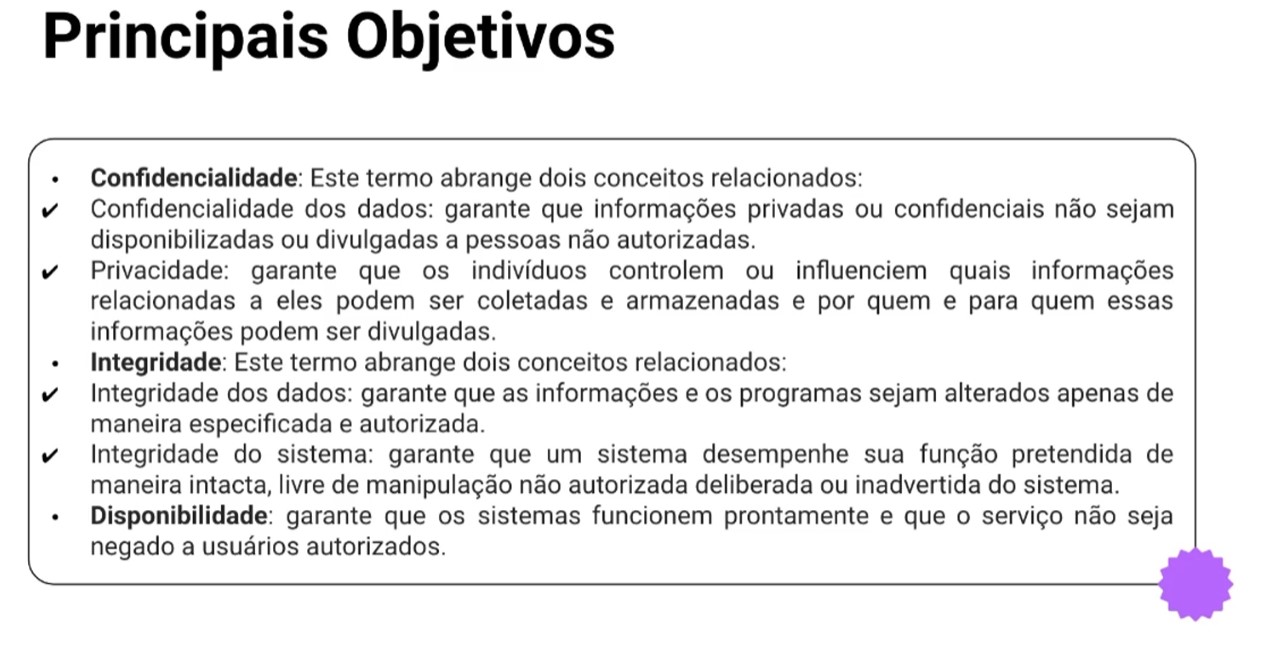 Principais Objetivos
• Confidencialidade: Este termo abrange dois conceitos relacionados:
✔ Confidencialidade dos dados: garante que informações privadas ou confidenciais não sejam
disponibilizadas ou divulgadas a pessoas não autorizadas.
✔ Privacidade: garante que os indivíduos controlem ou influenciem quais informações
relacionadas a eles podem ser coletadas e armazenadas e por quem e para quem essas
informações podem ser divulgadas.
• Integridade: Este termo abrange dois conceitos relacionados:
✔ Integridade dos dados: garante que as informações e os programas sejam alterados apenas de
maneira especificada e autorizada.
✔ Integridade do sistema: garante que um sistema desempenhe sua função pretendida de
maneira intacta, livre de manipulação não autorizada deliberada ou inadvertida do sistema.
• Disponibilidade: garante que os sistemas funcionem prontamente e que o serviço não seja
negado a usuários autorizados.